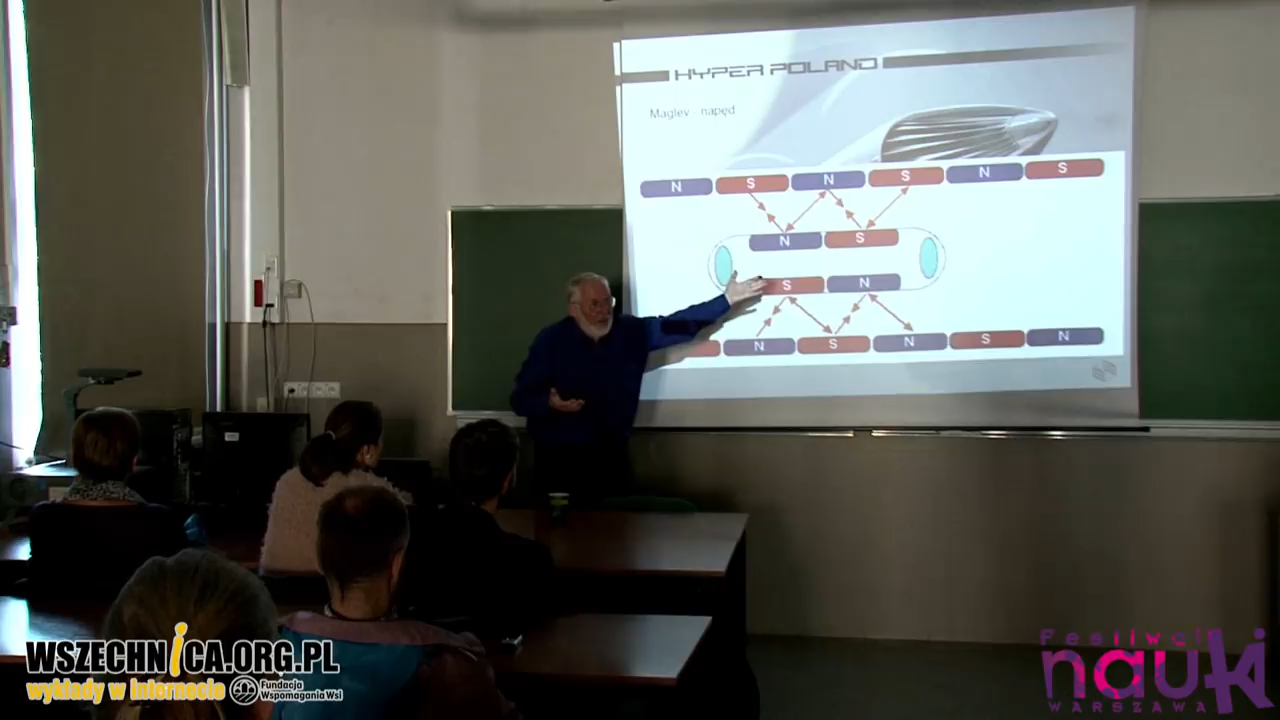 HYPER POLAND
Maglev - napęd
N S N S N S
N S
S N
N S N S N
WSZECHNICA.ORG.PL
wykłady w internecie
Fundacja
Wspomagania Wsi
Festiwal
nauki
WARSZAWA